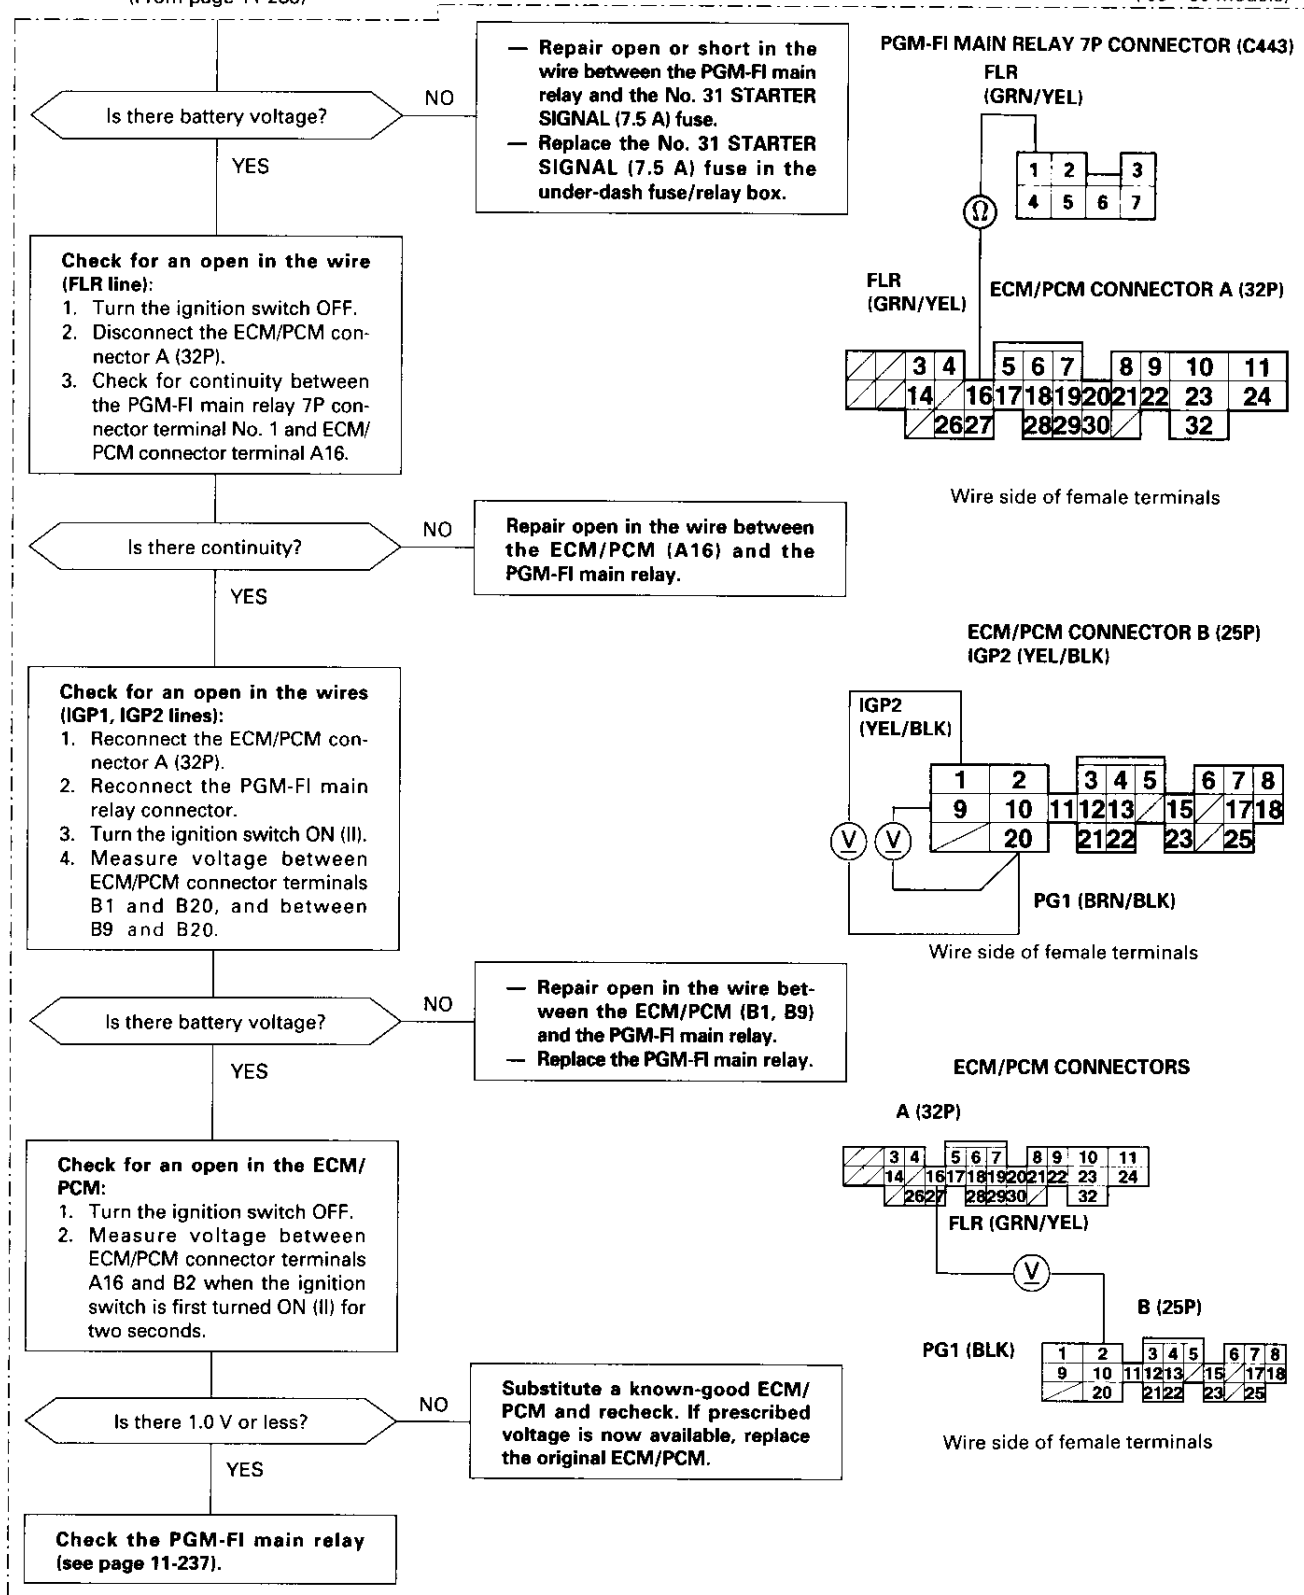 Is there battery voltage?
NO
YES
— Repair open or short in the
wire between the PGM-FI main
relay and the No. 31 STARTER
SIGNAL (7.5 A) fuse.
— Replace the No. 31 STARTER
SIGNAL (7.5 A) fuse in the
under-dash fuse/relay box.
PGM-FI MAIN RELAY 7P CONNECTOR (C443)
FLR
(GRN/YEL)
1 2 3
4 5 6 7
Ω
Check for an open in the wire
(FLR line):
1. Turn the ignition switch OFF.
2. Disconnect the ECM/PCM con-
nector A (32P).
3. Check for continuity between
the PGM-FI main relay 7P con-
nector terminal No. 1 and ECM/
PCM connector terminal A16.
FLR
(GRN/YEL)
ECM/PCM CONNECTOR A (32P)
3 4 5 6 7 8 9 10 11
14 16 17 18 19 20 21 22 23 24
26 27 28 29 30 32
Wire side of female terminals
Is there continuity?
NO
YES
Repair open in the wire between
the ECM/PCM (A16) and the
PGM-FI main relay.
ECM/PCM CONNECTOR B (25P)
IGP2 (YEL/BLK)
Check for an open in the wires
(IGP1, IGP2 lines):
1. Reconnect the ECM/PCM con-
nector A (32P).
2. Reconnect the PGM-FI main
relay connector.
3. Turn the ignition switch ON (II).
4. Measure voltage between
ECM/PCM connector terminals
B1 and B20, and between
B9 and B20.
IGP2
(YEL/BLK)
1 2 3 4 5 6 7 8
9 10 11 12 13 15 17 18
20 21 22 23 25
V V
PG1 (BRN/BLK)
Wire side of female terminals
Is there battery voltage?
NO
YES
— Repair open in the wire bet-
ween the ECM/PCM (B1, B9)
and the PGM-FI main relay.
— Replace the PGM-FI main relay.
ECM/PCM CONNECTORS
A (32P)
3 4 5 6 7 8 9 10 11
14 16 17 18 19 20 21 22 23 24
26 27 28 29 30 32
FLR (GRN/YEL)
V
Check for an open in the ECM/
PCM:
1. Turn the ignition switch OFF.
2. Measure voltage between
ECM/PCM connector terminals
A16 and B2 when the ignition
switch is first turned ON (II) for
two seconds.
B (25P)
PG1 (BLK)
1 2 3 4 5 6 7 8
9 10 11 12 13 15 17 18
20 21 22 23 25
Wire side of female terminals
Is there 1.0 V or less?
NO
YES
Substitute a known-good ECM/
PCM and recheck. If prescribed
voltage is now available, replace
the original ECM/PCM.
Check the PGM-FI main relay
(see page 11-237).